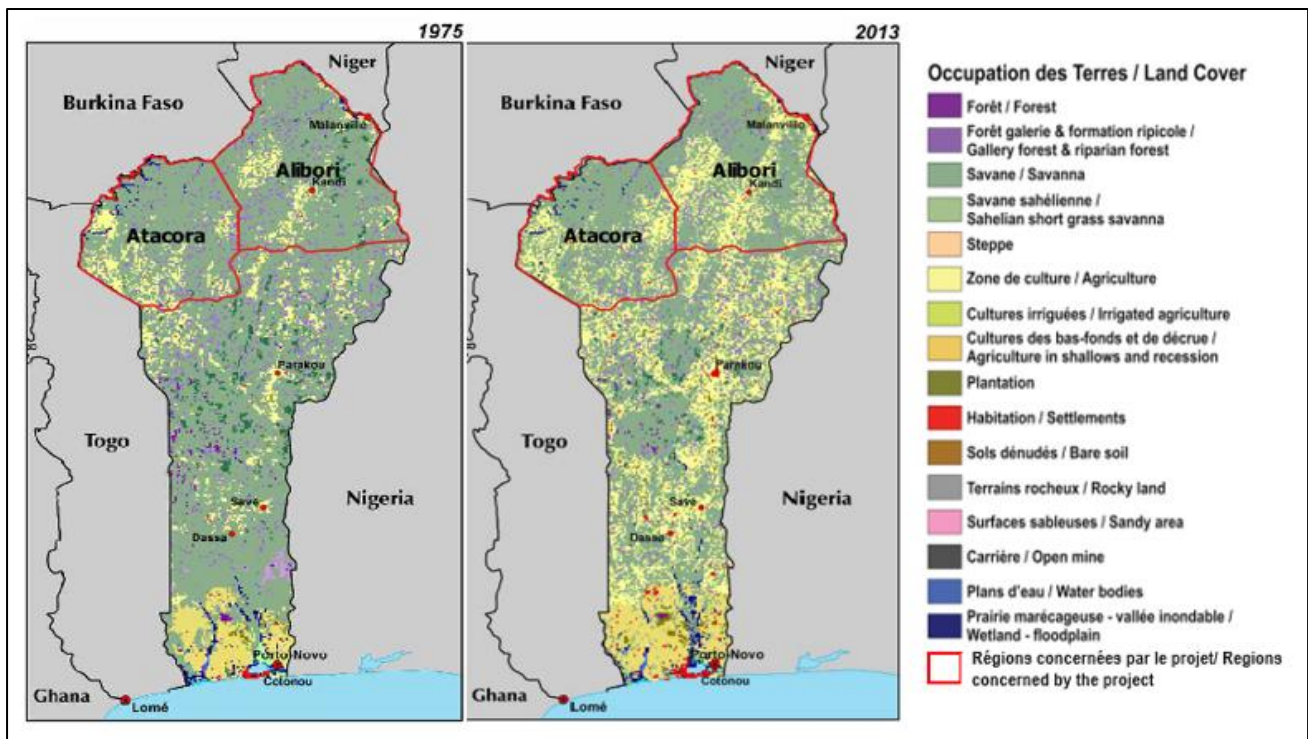 1975
Niger
Burkina Faso
Malanville
Alibori
Kandi
Atacora
Parakou
Togo
Nigeria
Savé
Dassa
Porto-Novo
Cotonou
Ghana
Lomé
2013
Niger
Burkina Faso
Malanville
Alibori
Kandi
Atacora
Parakou
Togo
Nigeria
Savé
Dassa
Porto-Novo
Cotonou
Ghana
Lomé
Occupation des Terres / Land Cover
Forêt / Forest
Forêt galerie & formation ripicole /
Gallery forest & riparian forest
Savane / Savanna
Savane sahélienne /
Sahelian short grass savanna
Steppe
Zone de culture / Agriculture
Cultures irriguées / Irrigated agriculture
Cultures des bas-fonds et de décrue /
Agriculture in shallows and recession
Plantation
Habitation / Settlements
Sols dénudés / Bare soil
Terrains rocheux / Rocky land
Surfaces sableuses / Sandy area
Carrière / Open mine
Plans d'eau / Water bodies
Prairie marécageuse - vallée inondable /
Wetland - floodplain
Régions concernées par le projet/ Regions
concerned by the project